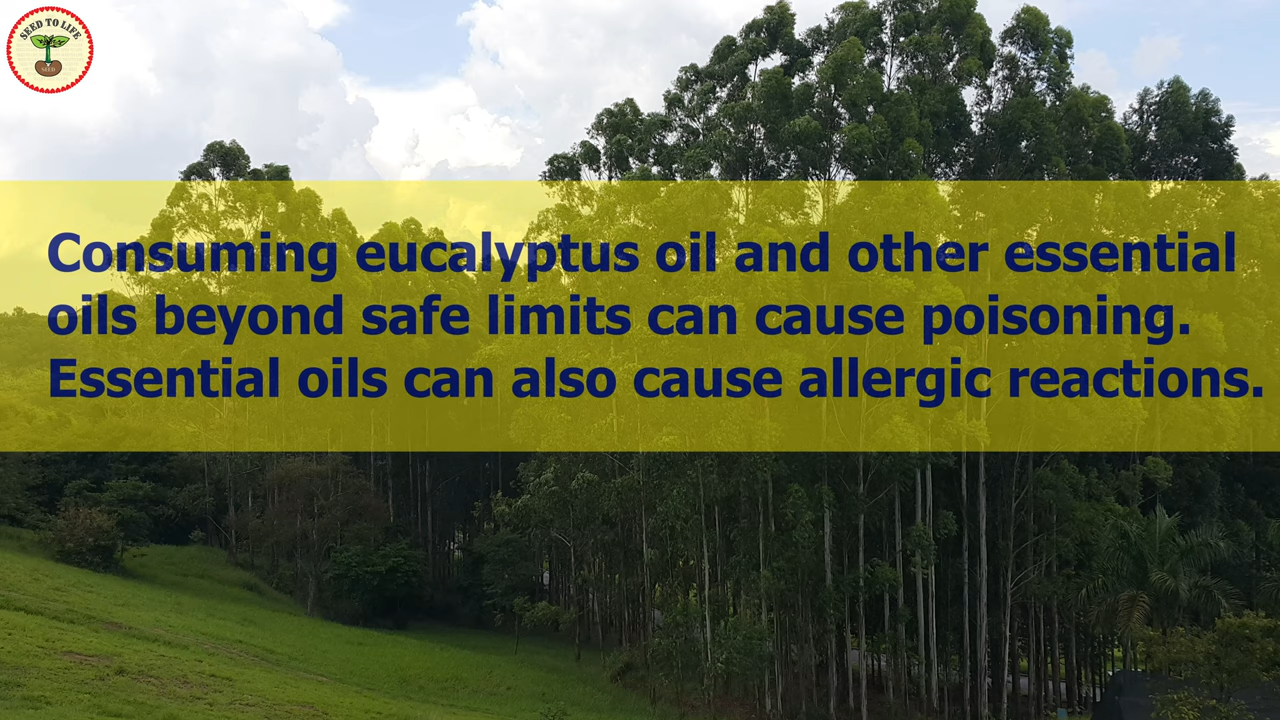 SEED TO LIFE
SEED
Consuming eucalyptus oil and other essential
oils beyond safe limits can cause poisoning.
Essential oils can also cause allergic reactions.